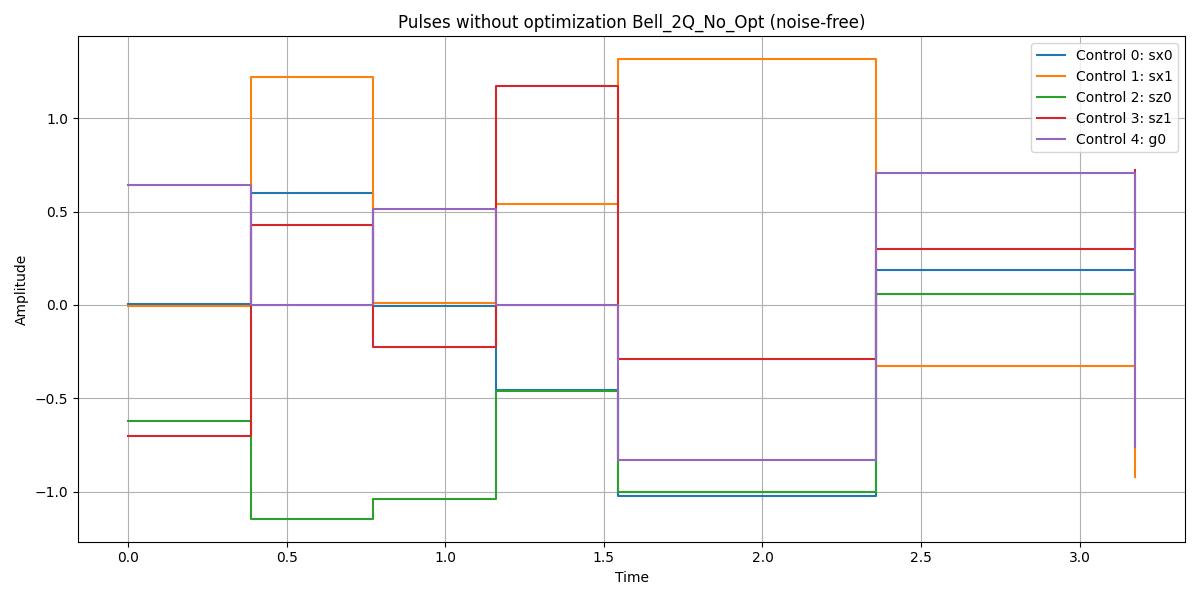 Pulses without optimization Bell_2Q_No_Opt (noise-free)
Control 0: sx0
Control 1: sx1
Control 2: sz0
Control 3: sz1
Control 4: g0
Amplitude
1.0
0.5
0.0
−0.5
−1.0
0.0 0.5 1.0 1.5 2.0 2.5 3.0
Time